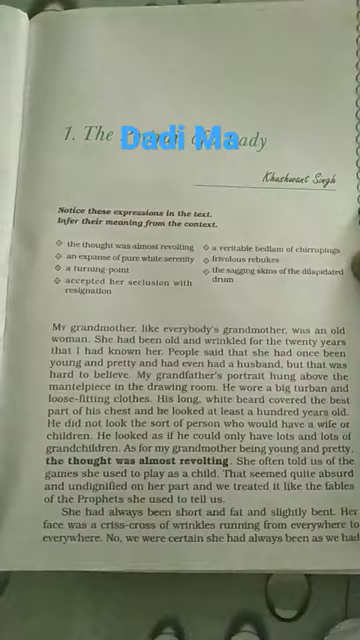 1. The
Dadi Ma
ady
Khushwant Singh
Notice these expressions in the text.
Infer their meaning from the context.
the thought was almost revolting
an expanse of pure white serenity
a turning-point
accepted her seclusion with
resignation
a veritable bedlam of chirrupings
frivolous rebukes
the sagging skins of the dilapidated
drum
My grandmother, like everybody's grandmother, was an old
woman. She had been old and wrinkled for the twenty years
that I had known her. People said that she had once been
young and pretty and had even had a husband, but that was
hard to believe. My grandfather's portrait hung above the
mantelpiece in the drawing room. He wore a big turban and
loose-fitting clothes. His long, white beard covered the best
part of his chest and he looked at least a hundred years old.
He did not look the sort of person who would have a wife or
children. He looked as if he could only have lots and lots of
grandchildren. As for my grandmother being young and pretty,
the thought was almost revolting. She often told us of the
games she used to play as a child. That seemed quite absurd
and undignified on her part and we treated it like the fables
of the Prophets she used to tell us.
She had always been short and fat and slightly bent. Her
face was a criss-cross of wrinkles running from everywhere to
everywhere. No, we were certain she had always been as we had